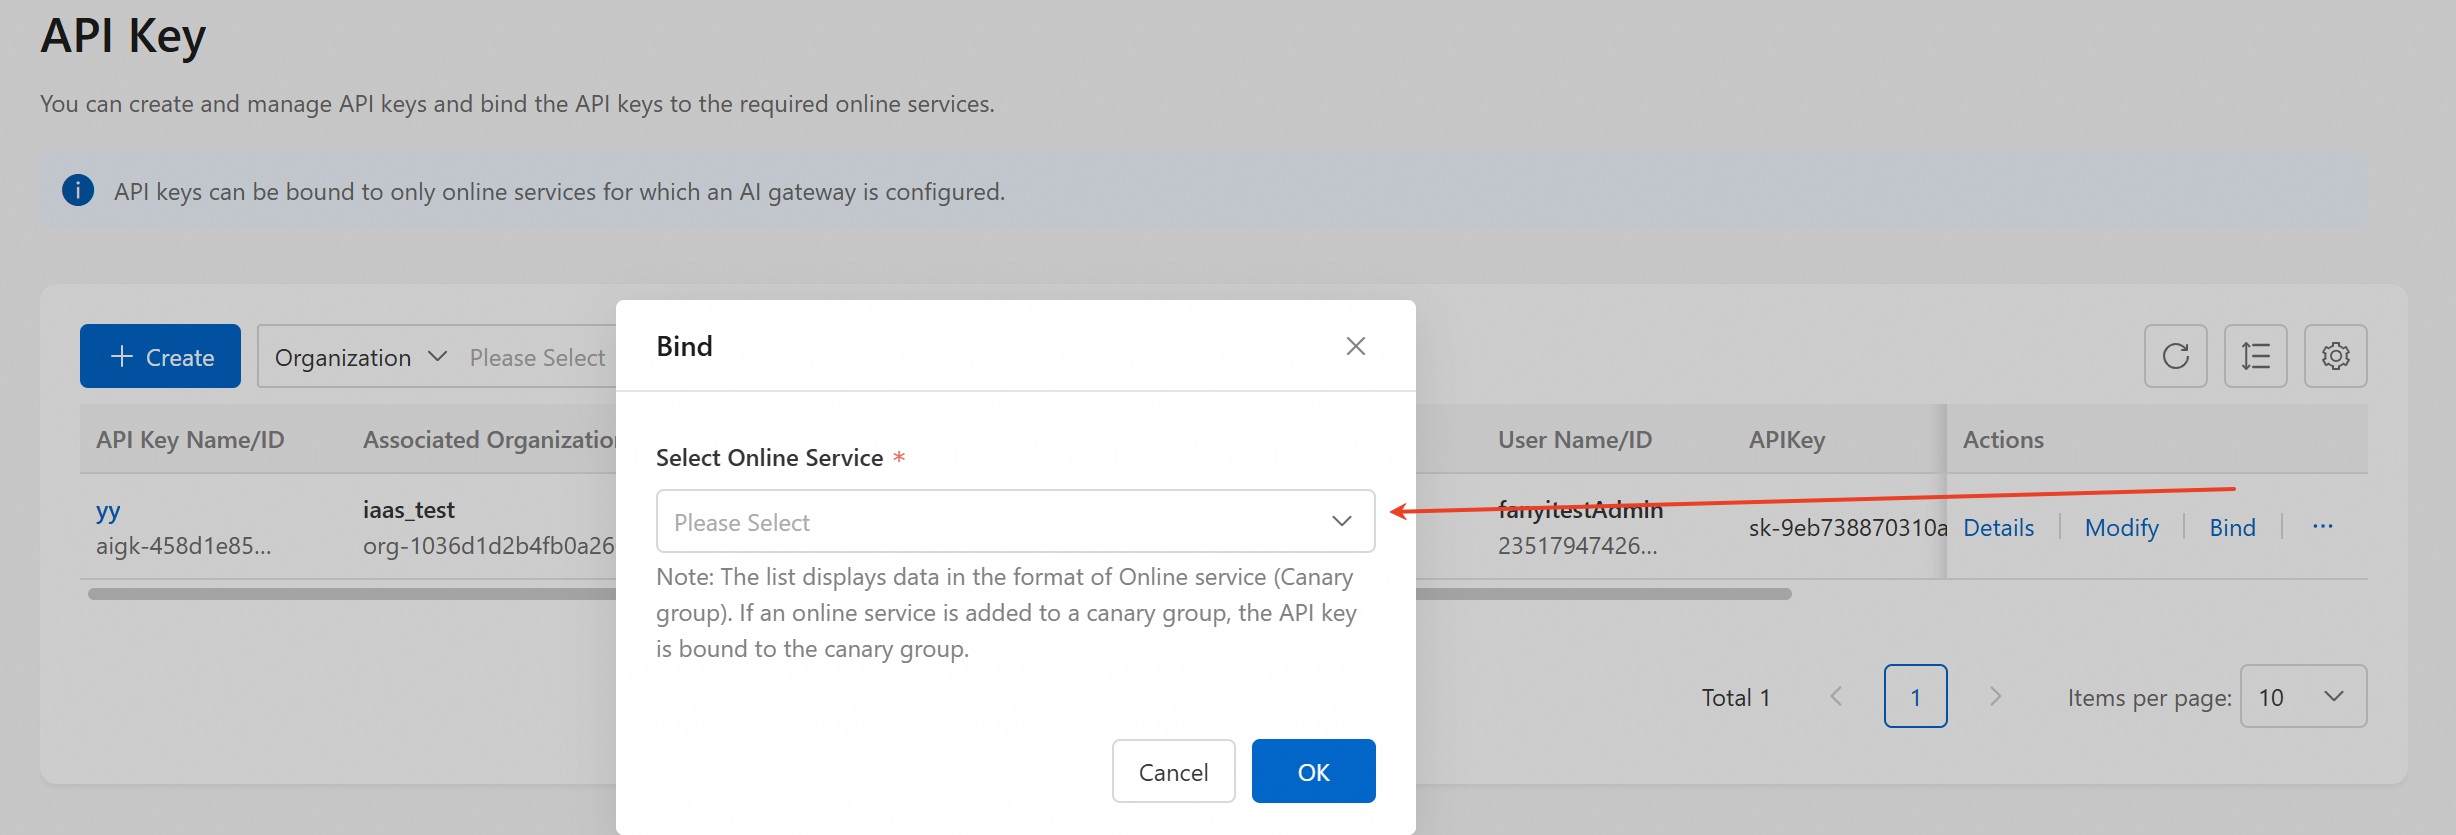 API Key
You can create and manage API keys and bind the API keys to the required online services.
API keys can be bound to only online services for which an AI gateway is configured.
Create
Organization
Please Select
API Key Name/ID
Associated Organizatio
User Name/ID
APIKey
Actions
yy
aigk-458d1e85...
iaas_test
org-1036d1d2b4fb0a26
fanyitestAdmin
23517947426...
sk-9eb738870310a
Details
Modify
Bind
...
Bind
Select Online Service *
Please Select
Note: The list displays data in the format of Online service (Canary
group). If an online service is added to a canary group, the API key
is bound to the canary group.
Cancel
OK
Total 1
1
Items per page:
10